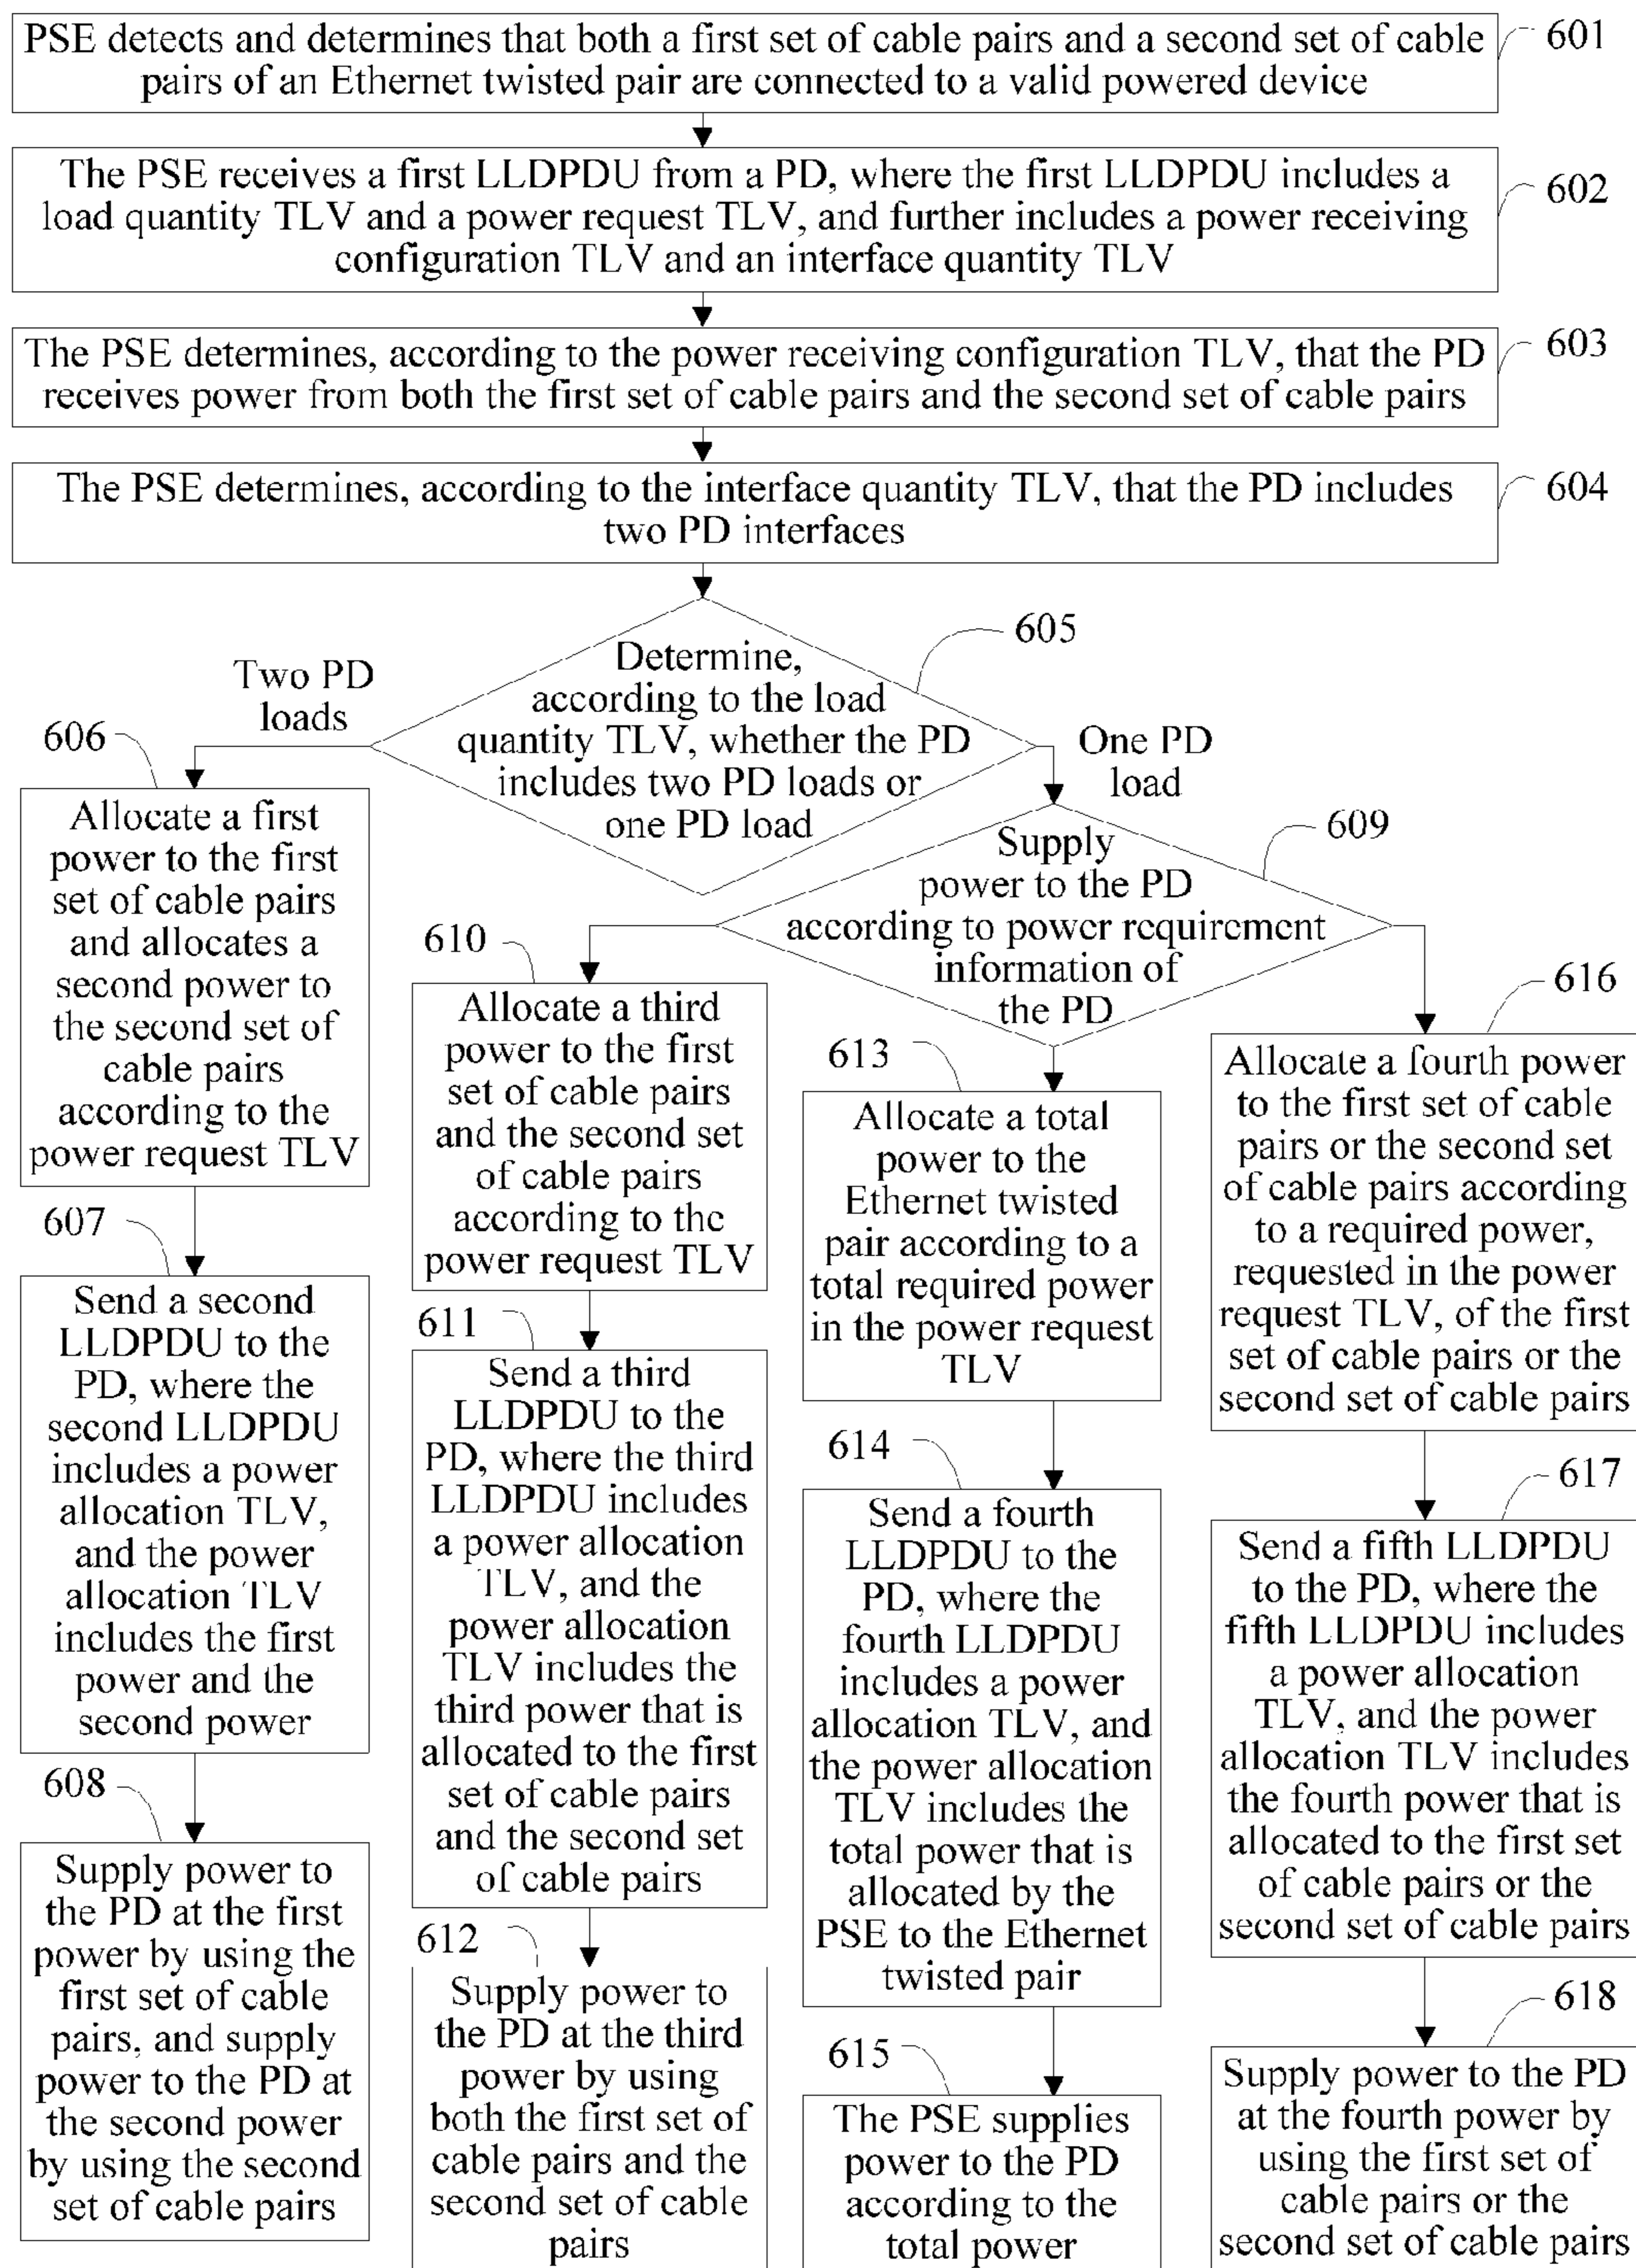 PSE detects and determines that both a first set of cable pairs and a second set of cable
pairs of an Ethernet twisted pair are connected to a valid powered device
601
The PSE receives a first LLDPDU from a PD, where the first LLDPDU includes a
load quantity TLV and a power request TLV, and further includes a power receiving
configuration TLV and an interface quantity TLV
602
The PSE determines, according to the power receiving configuration TLV, that the PD
receives power from both the first set of cable pairs and the second set of cable pairs
603
The PSE determines, according to the interface quantity TLV, that the PD includes
two PD interfaces
604
Determine,
according to the load
quantity TLV, whether the PD
includes two PD loads or
one PD load
605
Two PD
loads
One PD
load
606
Allocate a first
power to the first
set of cable pairs
and allocates a
second power to
the second set of
cable pairs
according to the
power request TLV
607
Send a second
LLDPDU to the
PD, where the
second LLDPDU
includes a power
allocation TLV,
and the power
allocation TLV
includes the first
power and the
second power
608
Supply power to
the PD at the first
power by using the
first set of cable
pairs, and supply
power to the PD at
the second power
by using the second
set of cable pairs
609
Supply
power to the PD
according to power requirement
information of
the PD
610
Allocate a third
power to the first
set of cable pairs
and the second set
of cable pairs
according to the
power request TLV
611
Send a third
LLDPDU to the
PD, where the third
LLDPDU includes
a power allocation
TLV, and the
power allocation
TLV includes the
third power that is
allocated to the first
set of cable pairs
and the second set
of cable pairs
612
Supply power to
the PD at the third
power by using
both the first set of
cable pairs and the
second set of cable
pairs
613
Allocate a total
power to the
Ethernet twisted
pair according to a
total required power
in the power request
TLV
614
Send a fourth
LLDPDU to the
PD, where the
fourth LLDPDU
includes a power
allocation TLV, and
the power allocation
TLV includes the
total power that is
allocated by the
PSE to the Ethernet
twisted pair
615
The PSE supplies
power to the PD
according to the
total power
616
Allocate a fourth power
to the first set of cable
pairs or the second set
of cable pairs according
to a required power,
requested in the power
request TLV, of the first
set of cable pairs or the
second set of cable pairs
617
Send a fifth LLDPDU
to the PD, where the
fifth LLDPDU includes
a power allocation
TLV, and the power
allocation TLV includes
the fourth power that is
allocated to the first set
of cable pairs or the
second set of cable pairs
618
Supply power to the PD
at the fourth power by
using the first set of
cable pairs or the
second set of cable pairs